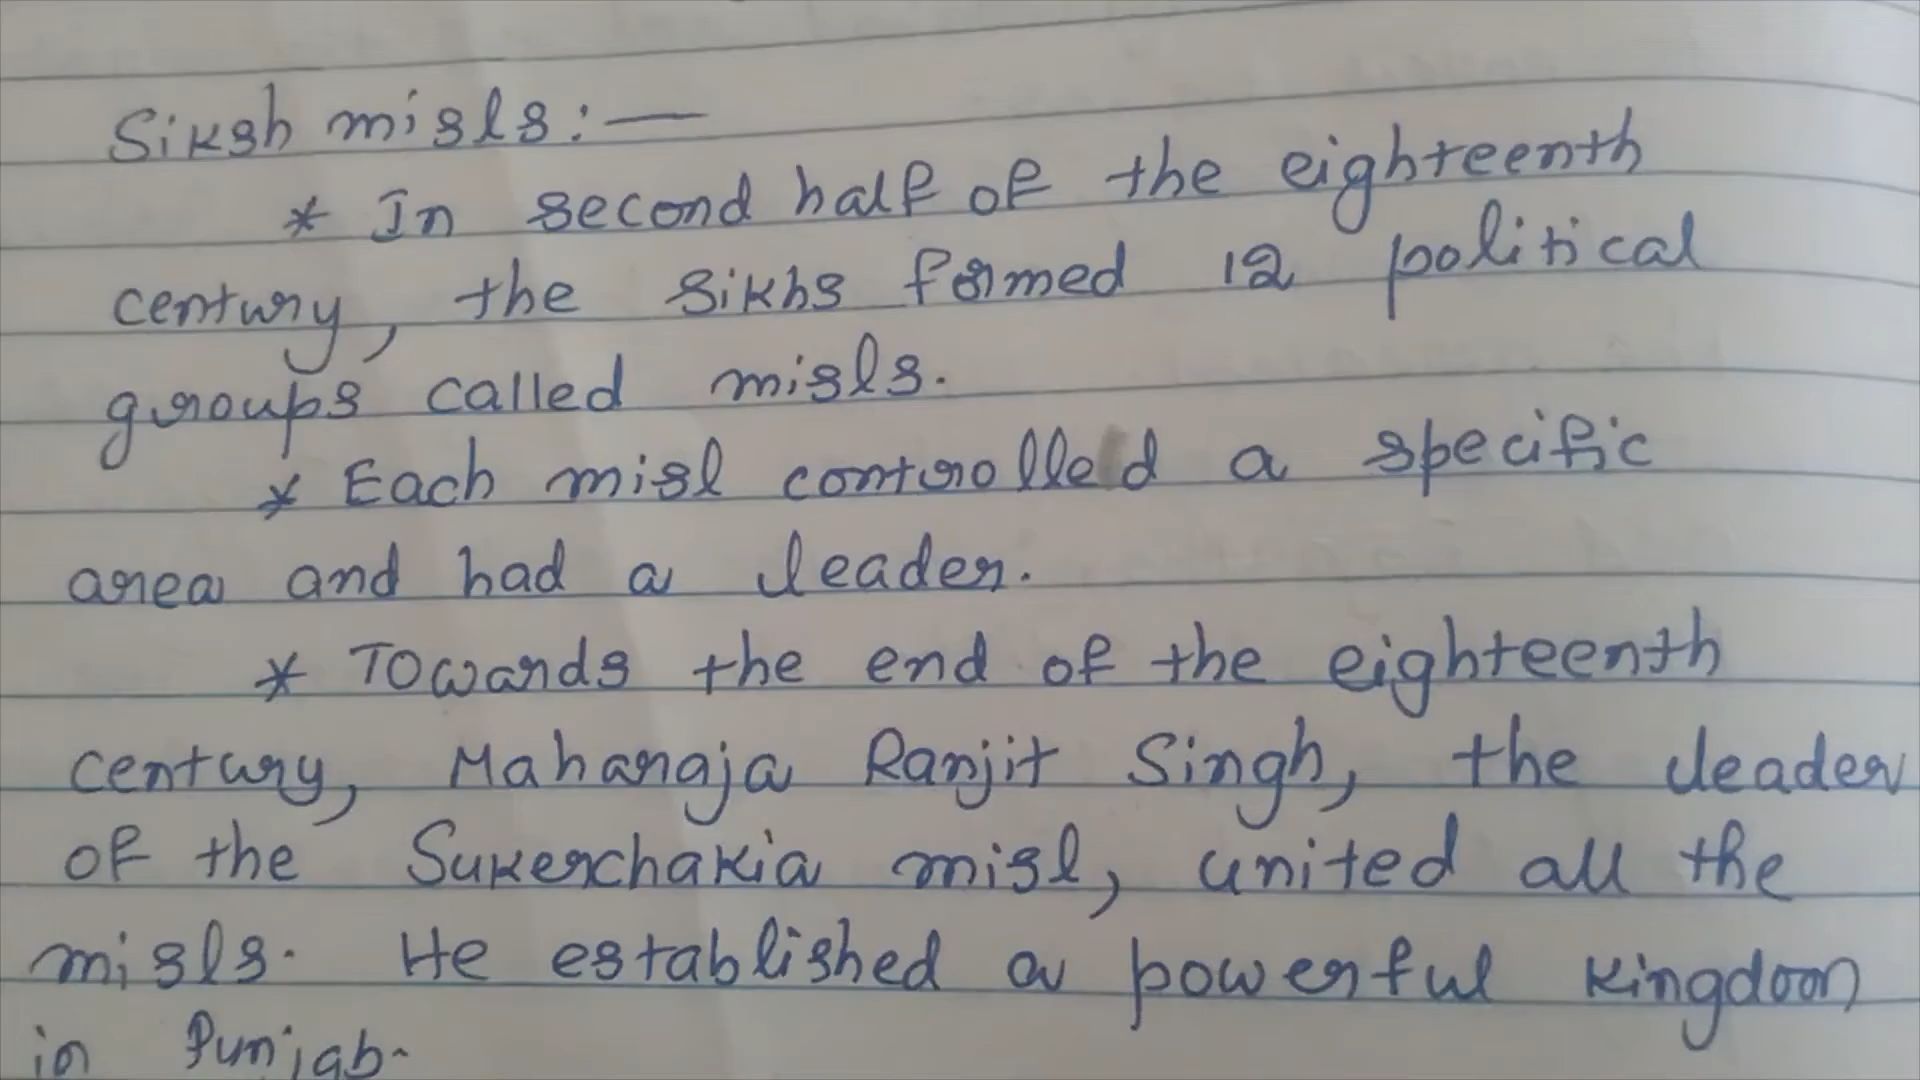 Siksh misls:—
* In second half of the eighteenth
century, the Sikhs formed 12 political
groups called misls.
* Each misl controlled a specific
area and had a leader.
* Towards the end of the eighteenth
century, Maharaja Ranjit Singh, the leader
of the Sukerchakia misl, united all the
misls. He established a powerful kingdom
in Punjab.